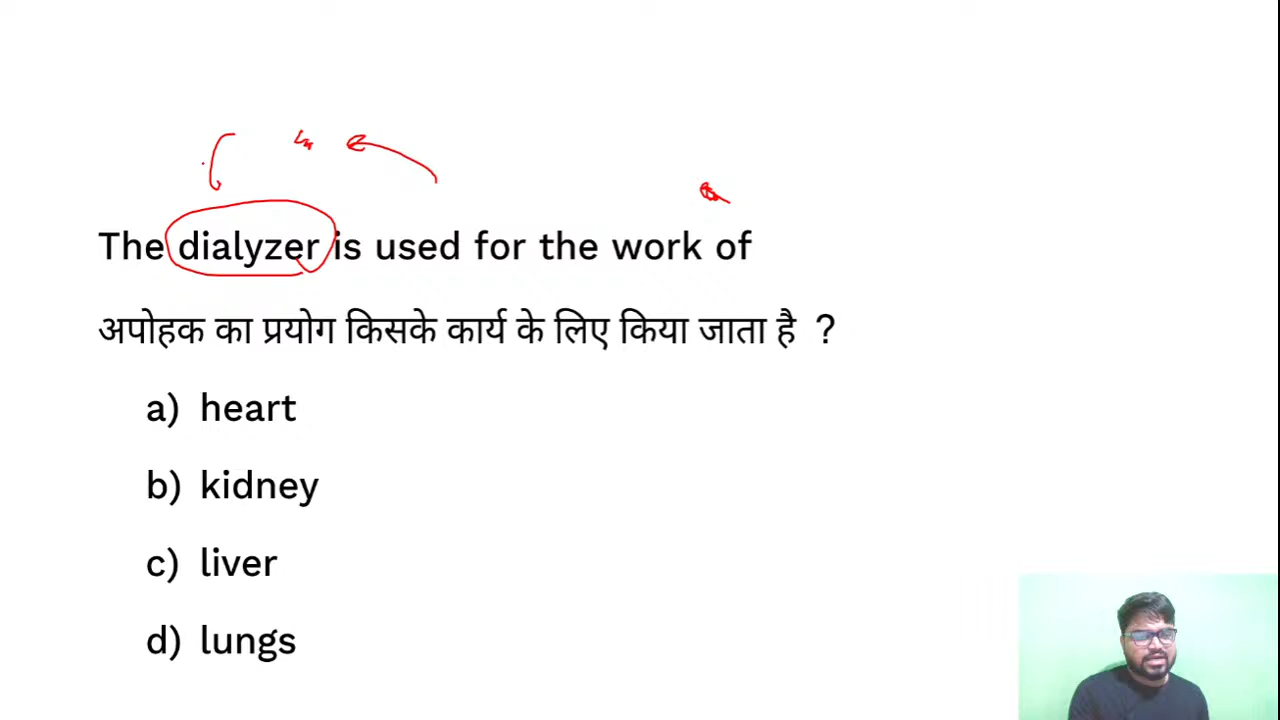 The dialyzer is used for the work of
अपोहक का प्रयोग किसके कार्य के लिए किया जाता है ?
a) heart
b) kidney
c) liver
d) lungs